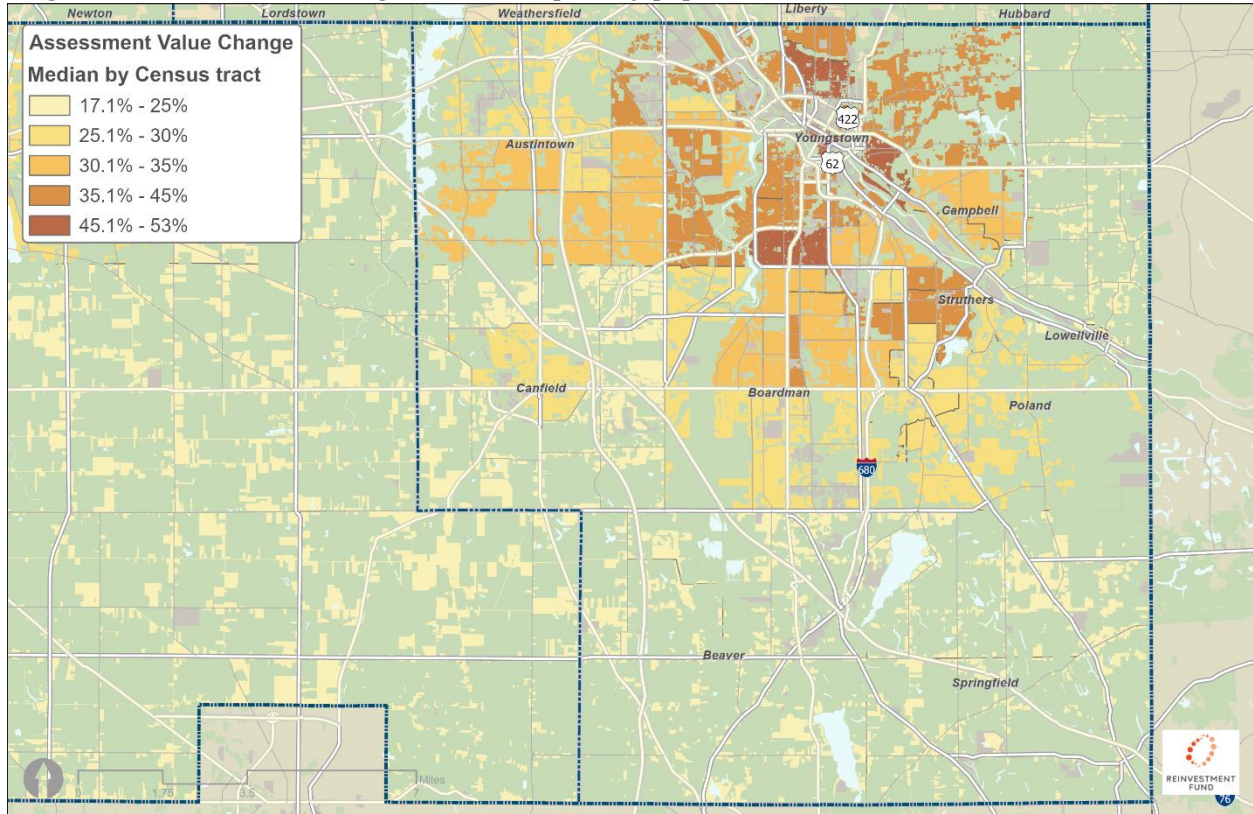 Newton
Lordstown
Weathersfield
Liberty
Hubbard
Assessment Value Change
Median by Census tract
17.1% - 25%
25.1% - 30%
30.1% - 35%
35.1% - 45%
45.1% - 53%
422
Youngstown
Austintown
62
Campbell
Struthers
Lowellville
Canfield
Boardman
Poland
680
Beaver
Springfield
Miles
0 1.75 3.5 7
REINVESTMENT
FUND
76